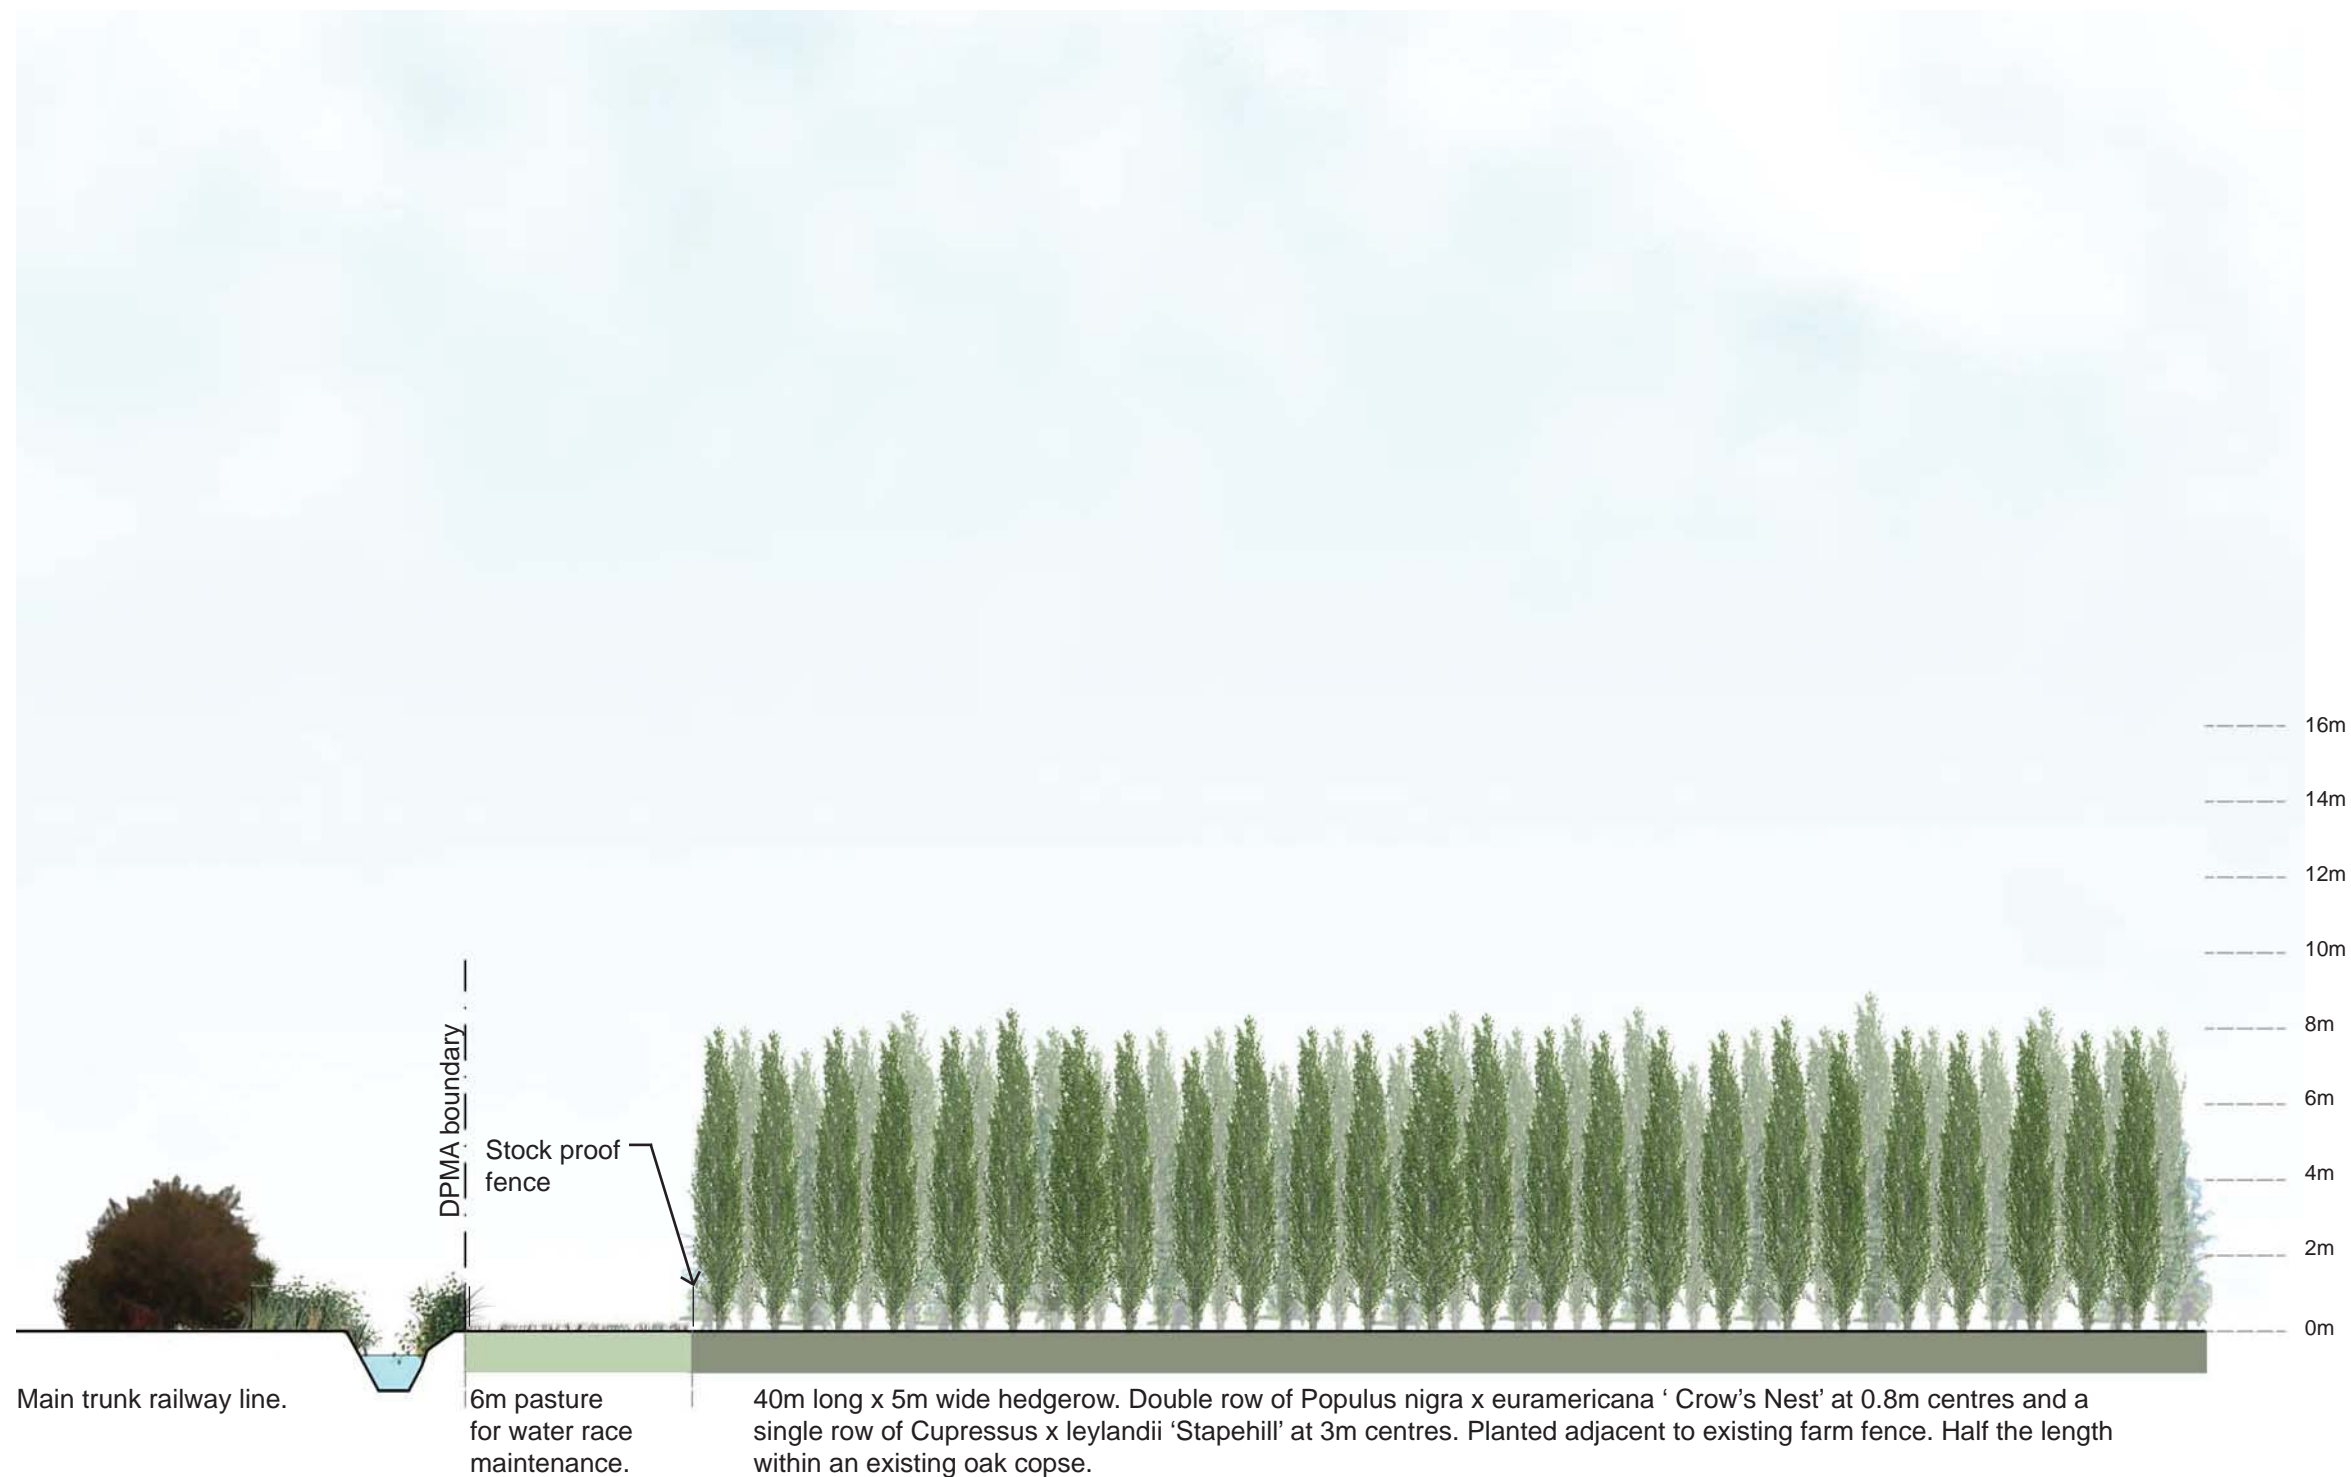 16m
14m
12m
10m
8m
6m
4m
2m
0m
DPMA boundary
Stock proof
fence
Main trunk railway line.
6m pasture
for water race
maintenance.
40m long x 5m wide hedgerow. Double row of Populus nigra x euramericana ‘ Crow’s Nest’ at 0.8m centres and a
single row of Cupressus x leylandii ‘Stapehill’ at 3m centres. Planted adjacent to existing farm fence. Half the length
within an existing oak copse.